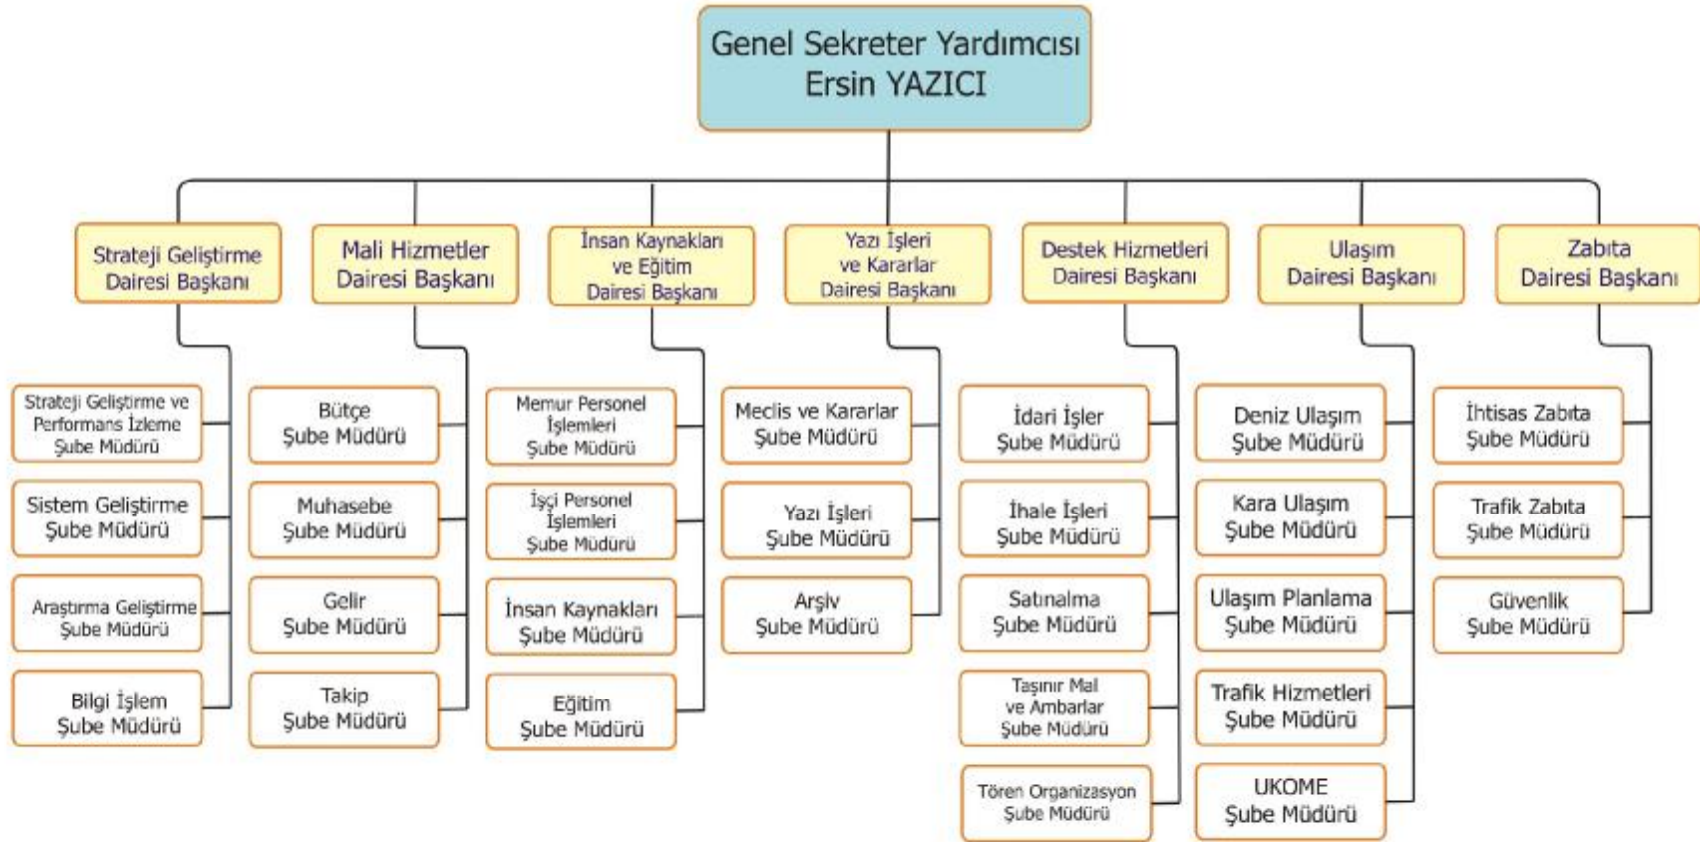 Genel Sekreter Yardımcısı
Ersin YAZICI
Strateji Geliştirme
Dairesi Başkanı
Mali Hizmetler
Dairesi Başkanı
İnsan Kaynakları
ve Eğitim
Dairesi Başkanı
Yazı İşleri
ve Kararlar
Dairesi Başkanı
Destek Hizmetleri
Dairesi Başkanı
Ulaşım
Dairesi Başkanı
Zabıta
Dairesi Başkanı
Strateji Geliştirme ve
Performans İzleme
Şube Müdürü
Sistem Geliştirme
Şube Müdürü
Araştırma Geliştirme
Şube Müdürü
Bilgi İşlem
Şube Müdürü
Bütçe
Şube Müdürü
Muhasebe
Şube Müdürü
Gelir
Şube Müdürü
Takip
Şube Müdürü
Memur Personel
İşlemleri
Şube Müdürü
İşçi Personel
İşlemleri
Şube Müdürü
İnsan Kaynakları
Şube Müdürü
Eğitim
Şube Müdürü
Meclis ve Kararlar
Şube Müdürü
Yazı İşleri
Şube Müdürü
Arşiv
Şube Müdürü
İdari İşler
Şube Müdürü
İhale İşleri
Şube Müdürü
Satınalma
Şube Müdürü
Taşınır Mal
ve Ambarlar
Şube Müdürü
Tören Organizasyon
Şube Müdürü
Deniz Ulaşım
Şube Müdürü
Kara Ulaşım
Şube Müdürü
Ulaşım Planlama
Şube Müdürü
Trafik Hizmetleri
Şube Müdürü
UKOME
Şube Müdürü
İhtisas Zabıta
Şube Müdürü
Trafik Zabıta
Şube Müdürü
Güvenlik
Şube Müdürü